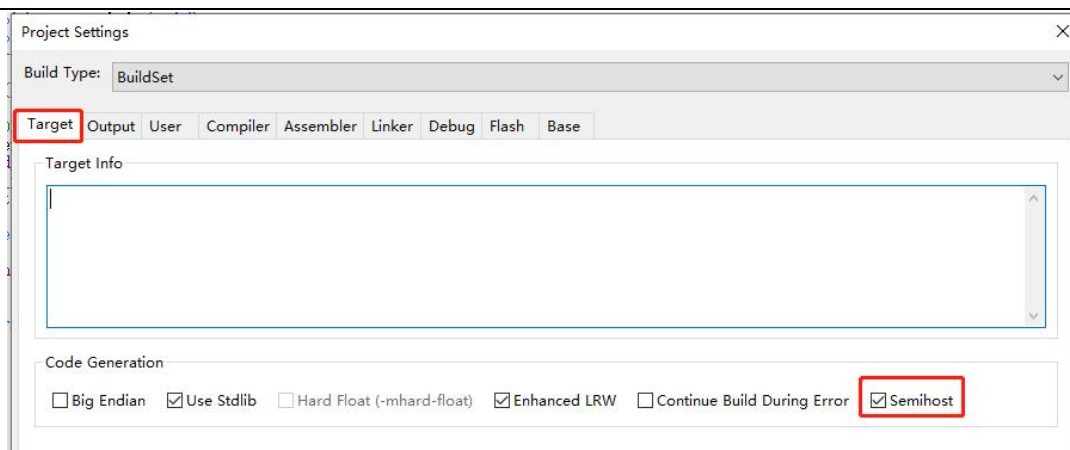 Project Settings
Build Type: BuildSet
Target Output User Compiler Assembler Linker Debug Flash Base
Target Info
Code Generation
Big Endian Use Stdlib Hard Float (-mhard-float) Enhanced LRW Continue Build During Error Semihost